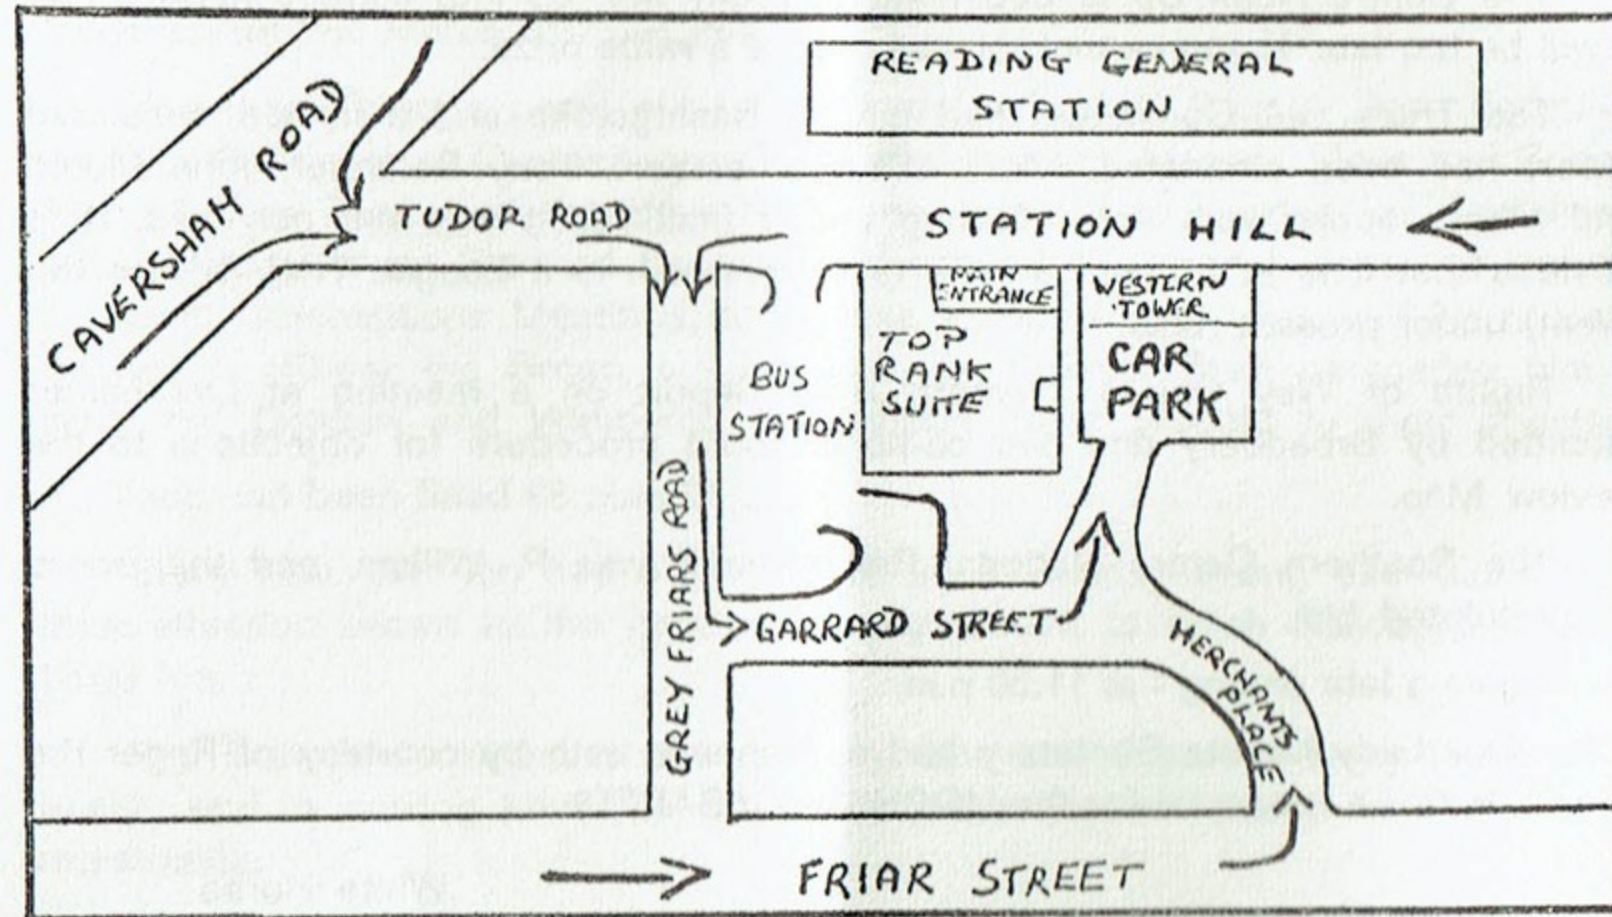 READING GENERAL
STATION
CAVERSHAM ROAD
TUDOR ROAD
STATION HILL
MAIN
ENTRANCE
WESTERN
TOWER
TOP
RANK
SUITE
CAR
PARK
BUS
STATION
GREY FRIARS ROAD
GARRARD STREET
MERCHANTS
PLACE
FRIAR STREET